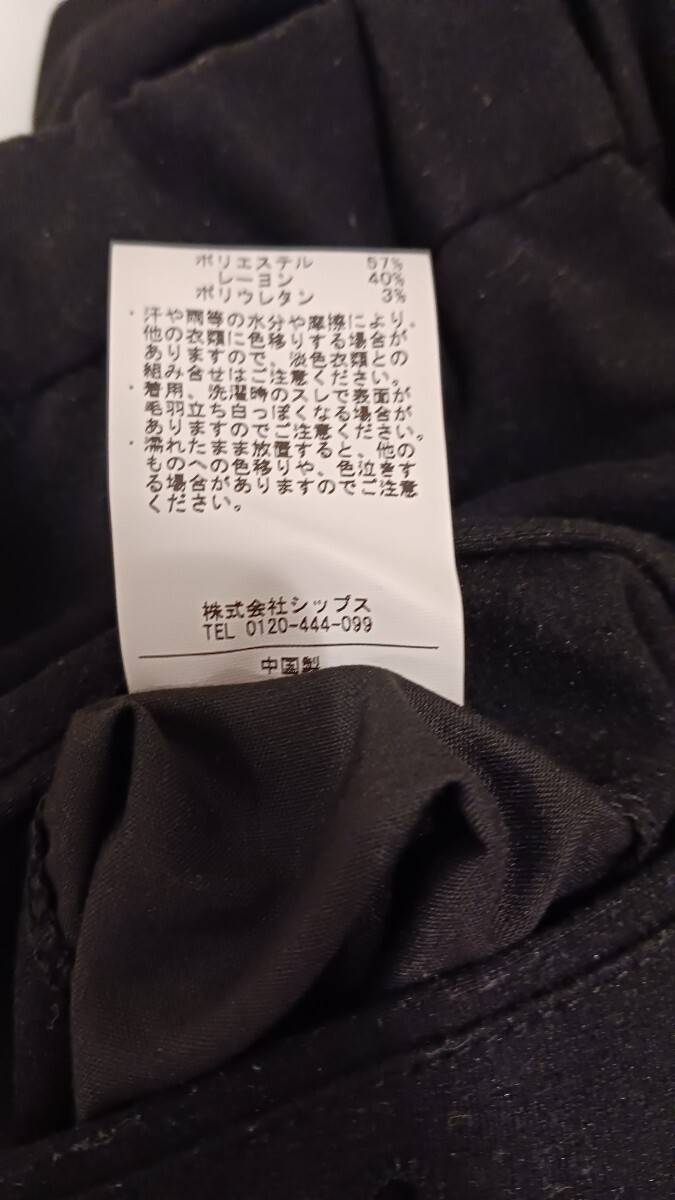 ポリエステル 57%
レーヨン 40%
ポリウレタン 3%
・汗や雨等の水分や摩擦により、
他の衣類に色移りする場合が
ありますので、淡色衣類との
組み合せはご注意ください。
・着用、洗濯時のスレで表面が
毛羽立ち白っぽくなる場合が
ありますのでご注意ください。
・濡れたまま放置すると、他の
ものへの色移りや、色泣きす
る場合がありますのでご注意
ください。
株式会社シップス
TEL 0120-444-099
中国製